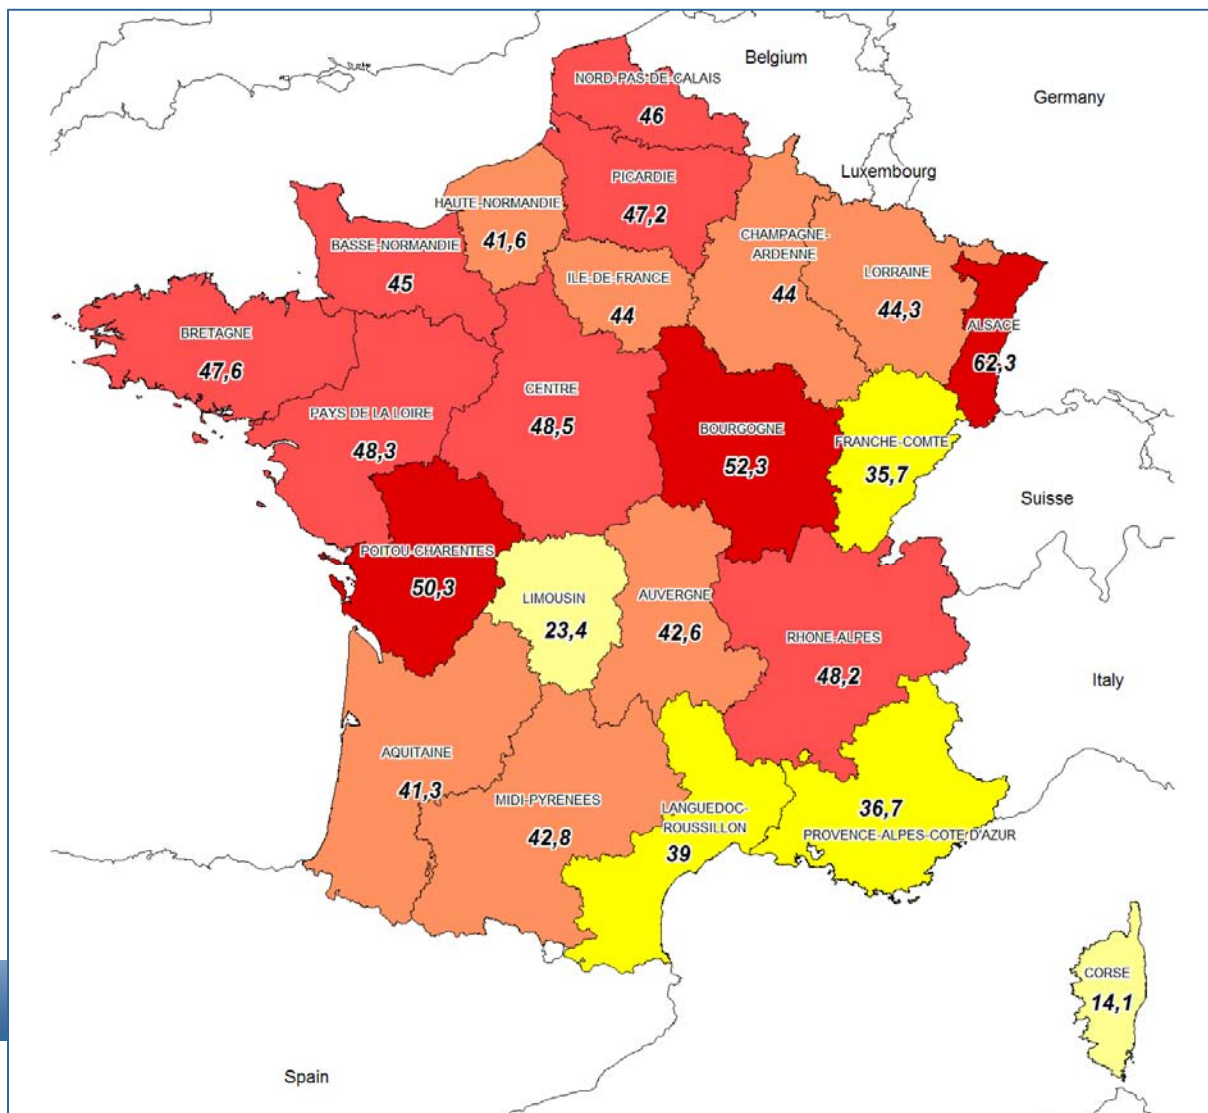 Belgium
Germany
NORD-PAS-DE-CALAIS
46
Luxembourg
PICARDIE
47,2
HAUTE-NORMANDIE
41,6
BASSE-NORMANDIE
45
CHAMPAGNE-
ARDENNE
44
ILE-DE-FRANCE
44
LORRAINE
44,3
ALSACE
62,3
BRETAGNE
47,6
PAYS DE LA LOIRE
48,3
CENTRE
48,5
BOURGOGNE
52,3
FRANCHE-COMTE
35,7
Suisse
POITOU-CHARENTES
50,3
LIMOUSIN
23,4
AUVERGNE
42,6
RHONE-ALPES
48,2
Italy
AQUITAINE
41,3
MIDI-PYRENEES
42,8
LANGUEDOC-
ROUSSILLON
39
36,7
PROVENCE-ALPES-COTE D'AZUR
CORSE
14,1
Spain